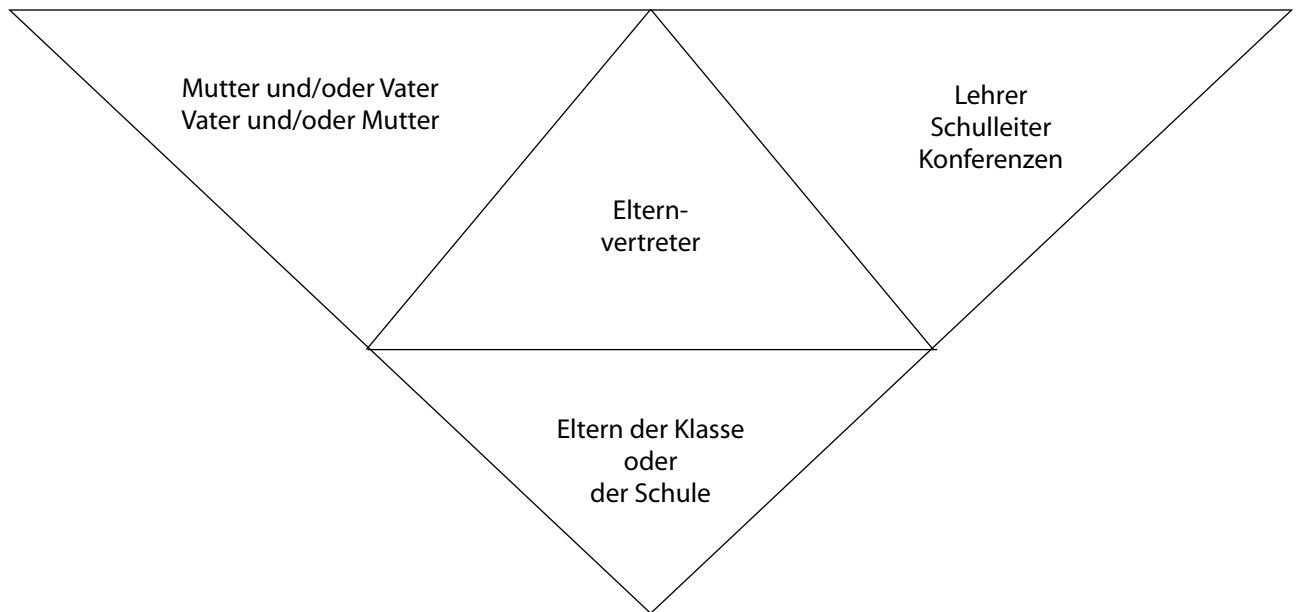 Mutter und/oder Vater
Vater und/oder Mutter
Lehrer
Schulleiter
Konferenzen
Eltern-
vertreter
Eltern der Klasse
oder
der Schule